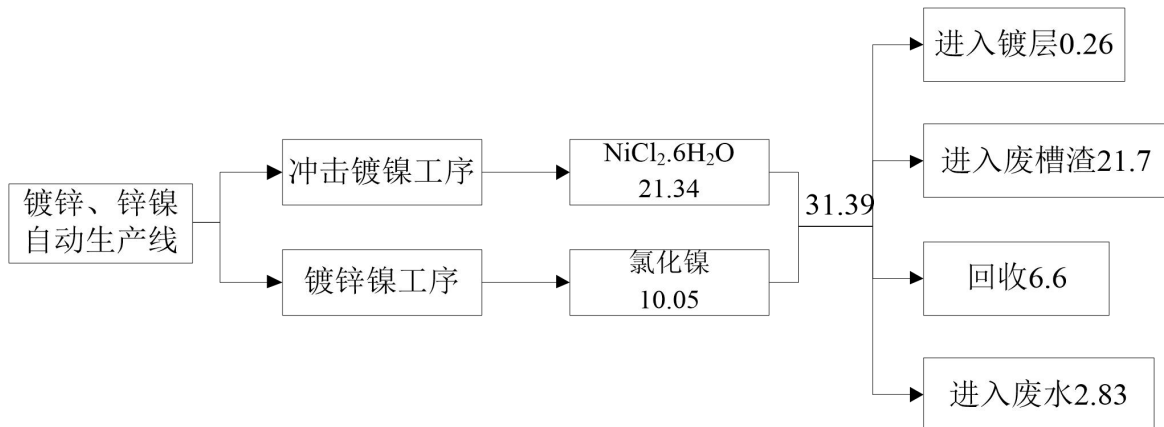 镀锌、锌镍
自动生产线
冲击镀镍工序
镀锌镍工序
NiCl₂.6H₂O
21.34
氯化镍
10.05
31.39
进入镀层0.26
进入废槽渣21.7
回收6.6
进入废水2.83